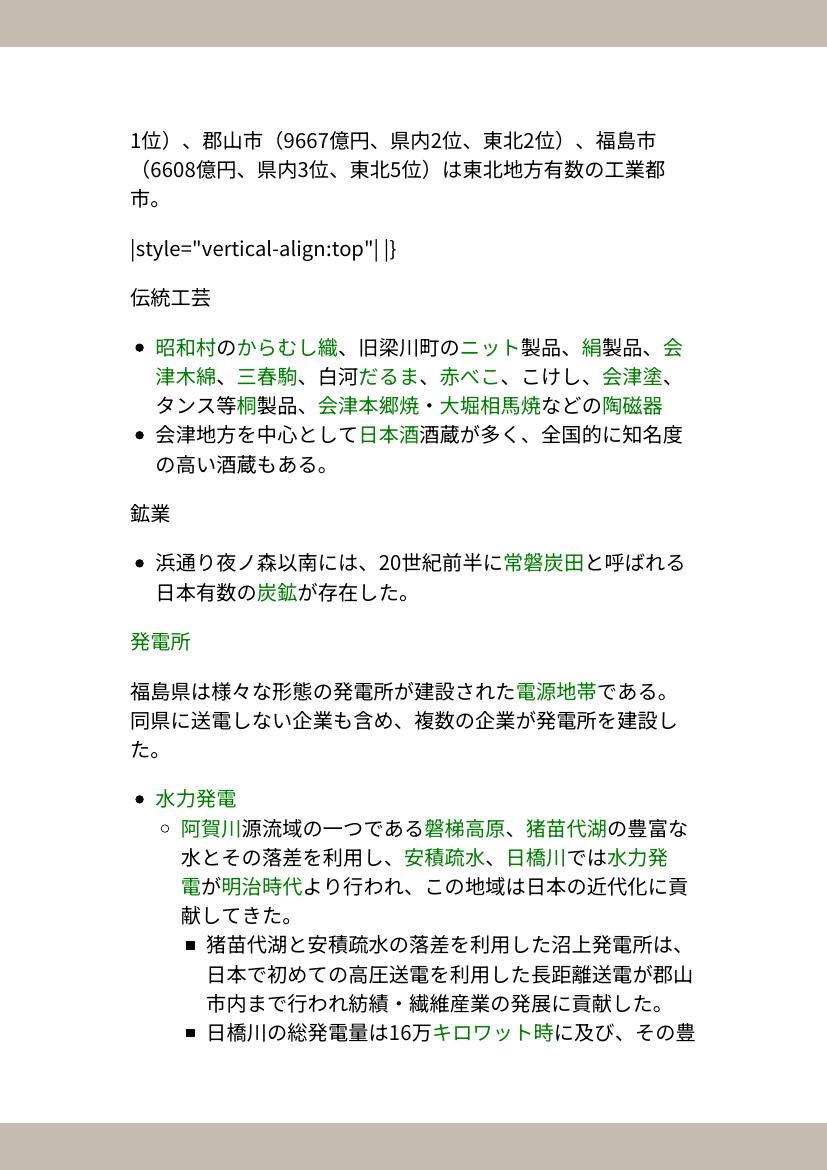 1位）、郡山市（9667億円、県内2位、東北2位）、福島市
（6608億円、県内3位、東北5位）は東北地方有数の工業都
市。
|style="vertical-align:top"| |}
伝統工芸
• 昭和村のからむし織、旧梁川町のニット製品、絹製品、会
津木綿、三春駒、白河だるま、赤べこ、こけし、会津塗、
タンス等桐製品、会津本郷焼・大堀相馬焼などの陶磁器
• 会津地方を中心として日本酒酒蔵が多く、全国的に知名度
の高い酒蔵もある。
鉱業
• 浜通り夜ノ森以南には、20世紀前半に常磐炭田と呼ばれる
日本有数の炭鉱が存在した。
発電所
福島県は様々な形態の発電所が建設された電源地帯である。
同県に送電しない企業も含め、複数の企業が発電所を建設し
た。
• 水力発電
◦ 阿賀川源流域の一つである磐梯高原、猪苗代湖の豊富な
水とその落差を利用し、安積疏水、日橋川では水力発
電が明治時代より行われ、この地域は日本の近代化に貢
献してきた。
▪ 猪苗代湖と安積疏水の落差を利用した沼上発電所は、
日本で初めての高圧送電を利用した長距離送電が郡山
市内まで行われ紡績・繊維産業の発展に貢献した。
▪ 日橋川の総発電量は16万キロワット時に及び、その豊